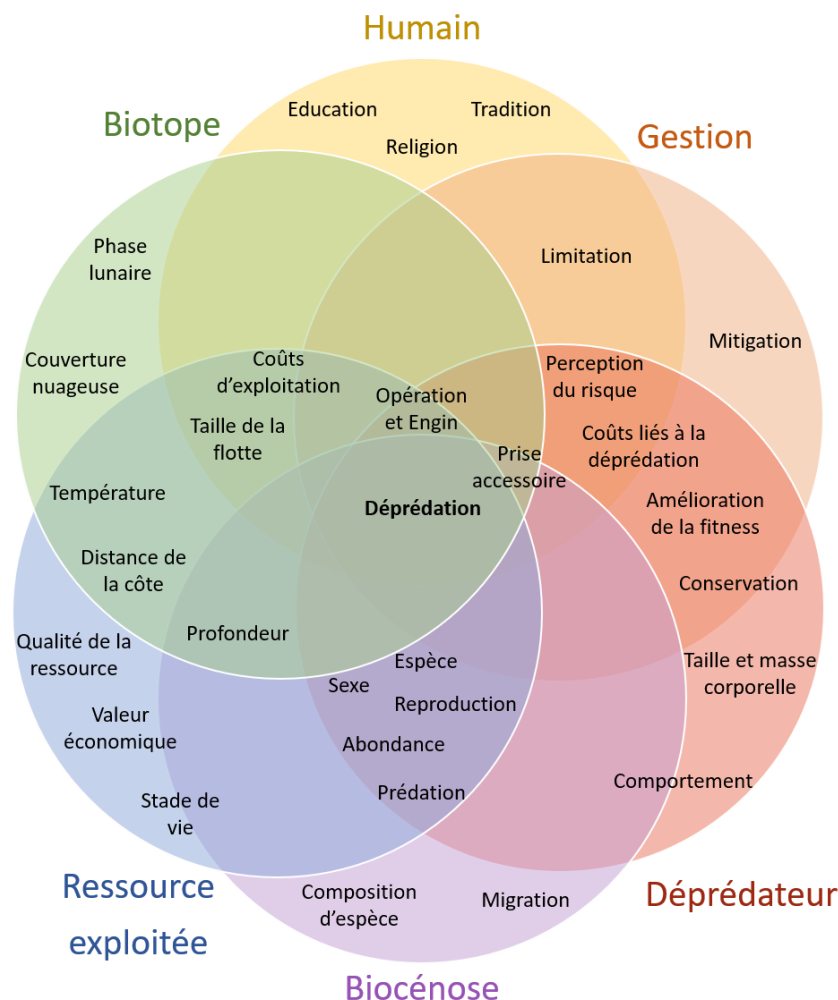 Humain
Biotope
Gestion
Education
Tradition
Religion
Phase
lunaire
Limitation
Mitigation
Couverture
nuageuse
Coûts
d'exploitation
Perception
du risque
Opération
et Engin
Taille de la
flotte
Coûts liés à la
déprédation
Prise
accessoire
Température
Déprédation
Amélioration
de la fitness
Distance de
la côte
Conservation
Qualité de la
ressource
Profondeur
Espèce
Sexe
Taille et masse
corporelle
Reproduction
Valeur
économique
Abondance
Prédation
Comportement
Stade de
vie
Ressource
exploitée
Composition
d'espèce
Migration
Déprédateur
Biocénose